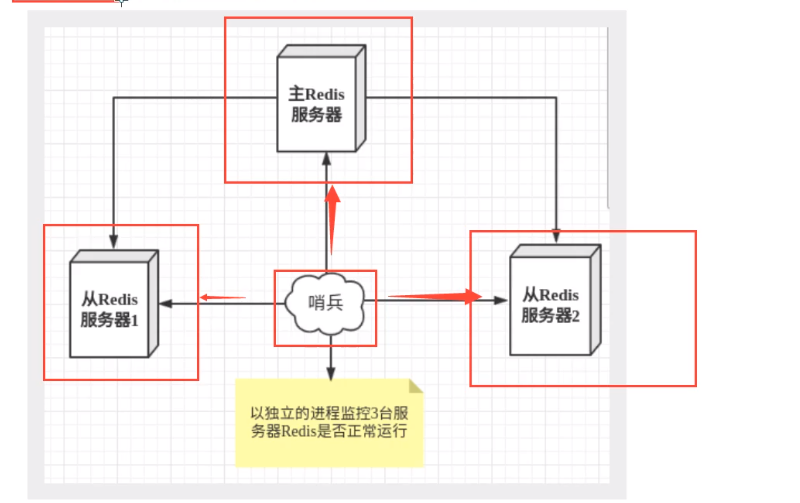 主Redis
服务器
从Redis
服务器1
哨兵
从Redis
服务器2
以独立的进程监控3台服
务器Redis是否正常运行